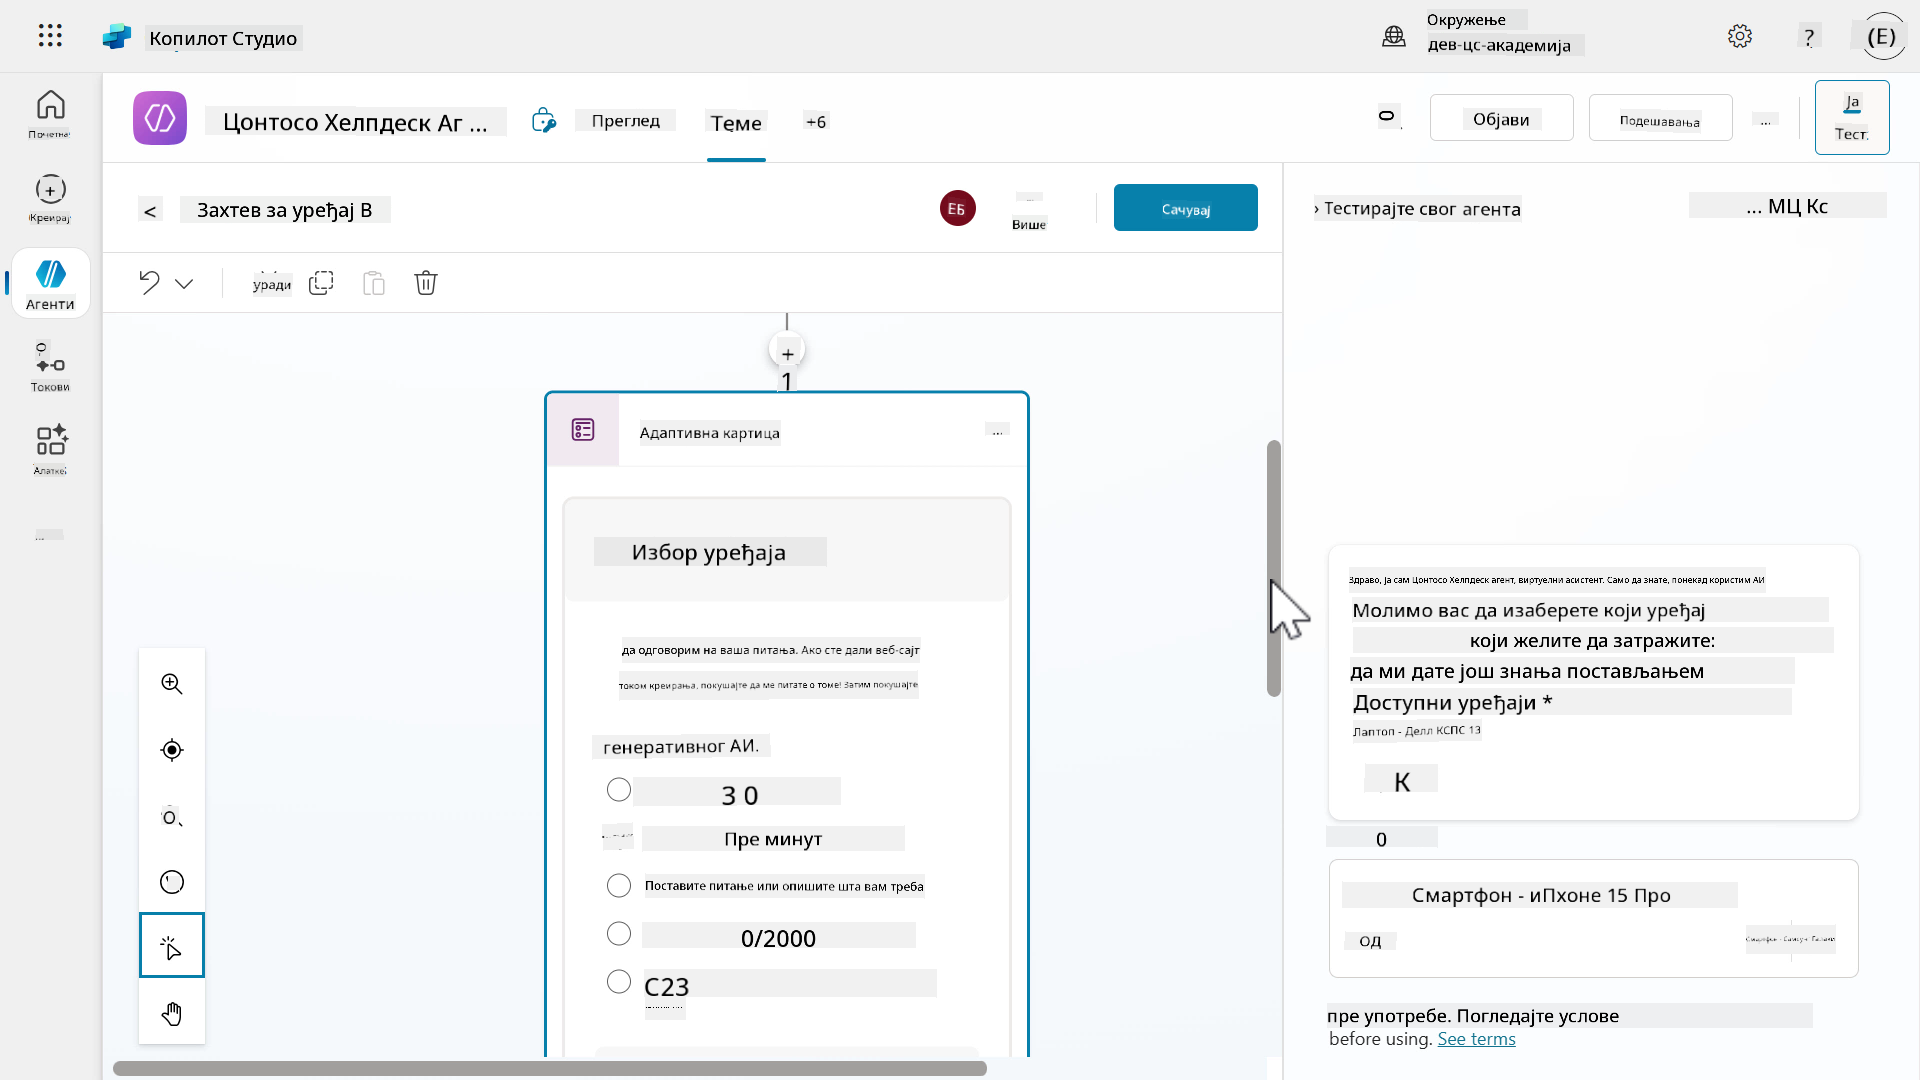 Копилот Студио
Окружење
дев-цс-академија
?
(Е)
Почетна
Креирај
Агенти
Токови
Алатке
Цонтосо Хелпдеск Аг ...
Преглед
Теме
+6
Објави
Подешавања
...
Ја
Тест
<
Захтев за уређај В
ЕБ
Више
Сачувај
уради
+
1
Адаптивна картица
...
Избор уређаја
да одговорим на ваша питања. Ако сте дали веб-сајт
током креирања, покушајте да ме питате о томе! Затим покушајте
генеративног АИ.
3 0
Пре минут
Поставите питање или опишите шта вам треба
0/2000
С23
› Тестирајте свог агента
... МЦ Кс
Здраво, ја сам Цонтосо Хелпдеск агент, виртуелни асистент. Само да знате, понекад користим АИ
Молимо вас да изаберете који уређај
који желите да затражите:
да ми дате још знања постављањем
Доступни уређаји *
Лаптоп - Делл КСПС 13
К
0
Смартфон - иПхоне 15 Про
од
Смартфон - Самсунг Галаxи
пре употребе. Погледајте услове
before using. See terms